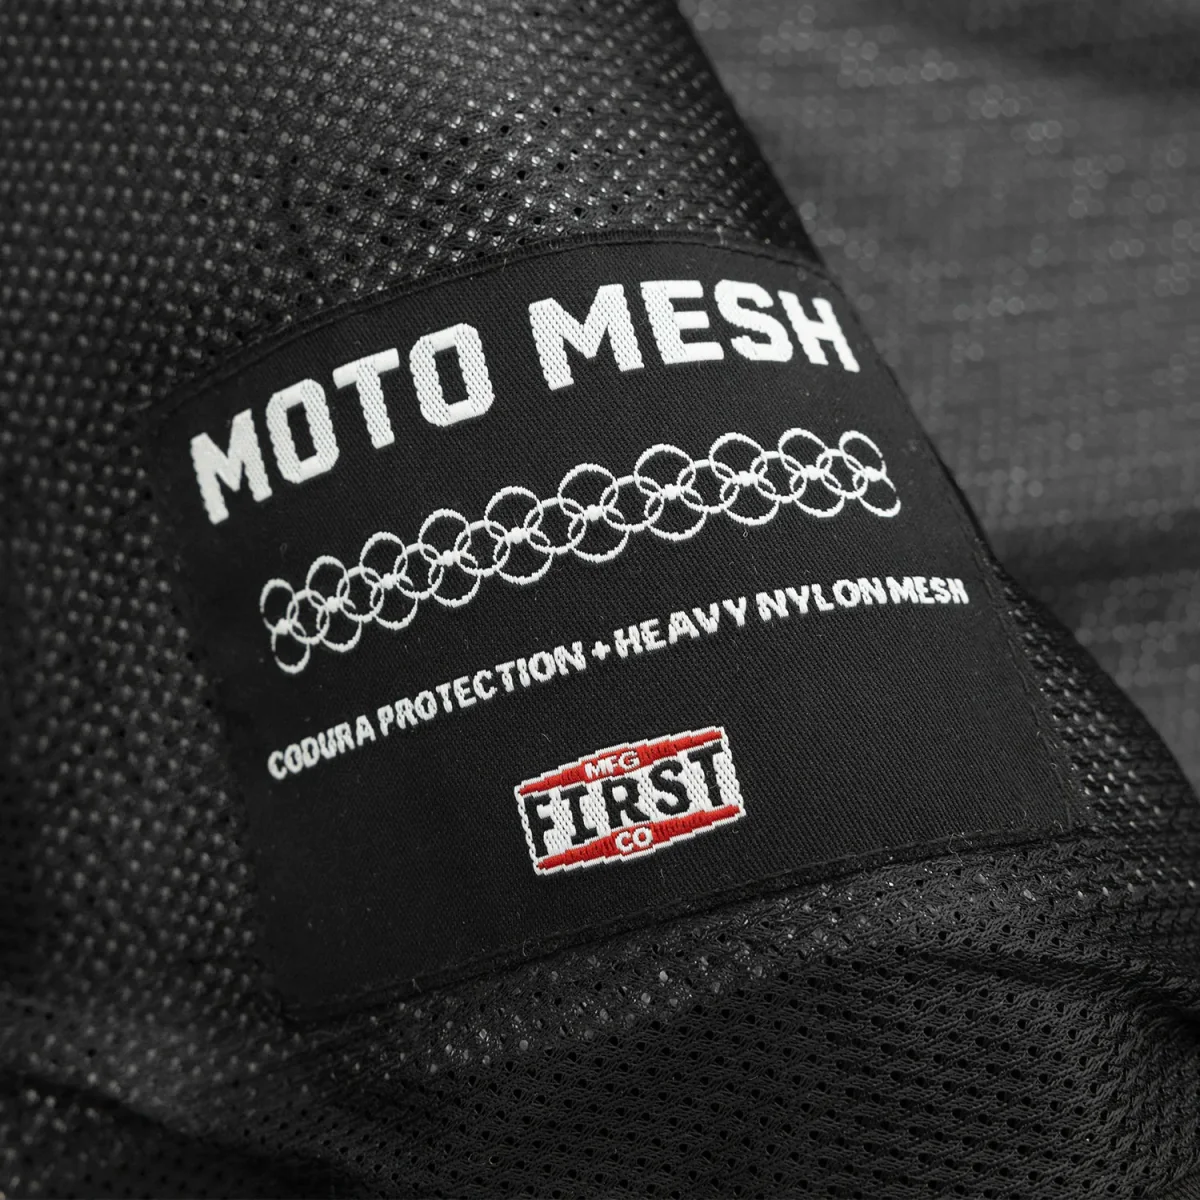 MOTO MESH
CODURA PROTECTION + HEAVY NYLON MESH
MFG
FIRST
CO